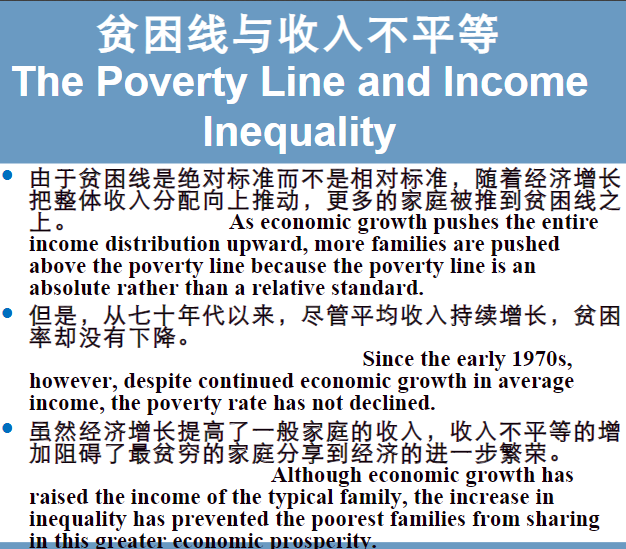 贫困线与收入不平等
The Poverty Line and Income
Inequality
由于贫困线是绝对标准而不是相对标准，随着经济增长
把整体收入分配向上推动，更多的家庭被推到贫困线之
上。 As economic growth pushes the entire
income distribution upward, more families are pushed
above the poverty line because the poverty line is an
absolute rather than a relative standard.
但是，从七十年代以来，尽管平均收入持续增长，贫困
率却没有下降。
Since the early 1970s,
however, despite continued economic growth in average
income, the poverty rate has not declined.
虽然经济增长提高了一般家庭的收入，收入不平等的增
加阻碍了最贫穷的家庭分享到经济的进一步繁荣。
Although economic growth has
raised the income of the typical family, the increase in
inequality has prevented the poorest families from sharing
in this greater economic prosperity.